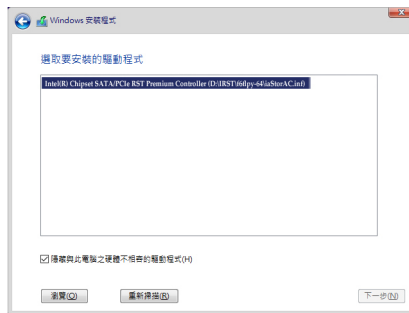 Windows 安裝程式
選取要安裝的驅動程式
Intel(R) Chipset SATA/PCIe RST Premium Controller (D:\IRST\f6flpy-64\iaStorAC.inf)
隱藏與此電腦之硬體不相容的驅動程式(H)
瀏覽(O)
重新掃描(R)
下一步(N)